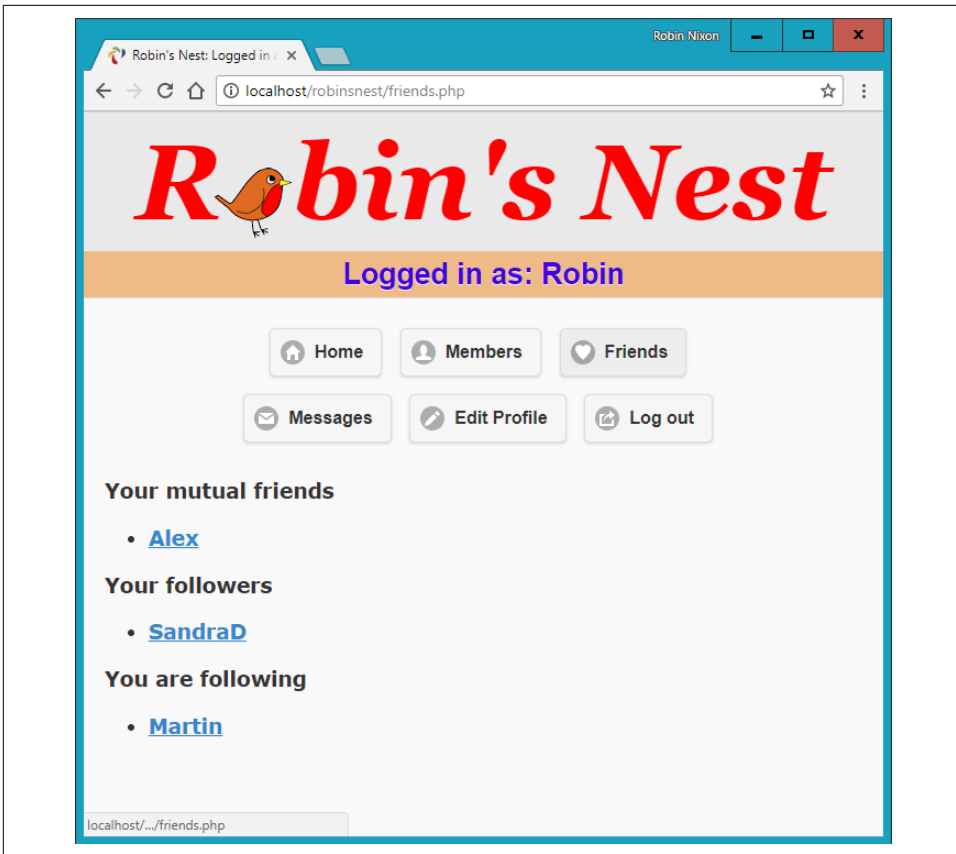 Robin Nixon
Robin's Nest: Logged in
localhost/robinsnest/friends.php
Robin's Nest
Logged in as: Robin
Home Members Friends
Messages Edit Profile Log out
Your mutual friends
• Alex
Your followers
• SandraD
You are following
• Martin
localhost/.../friends.php